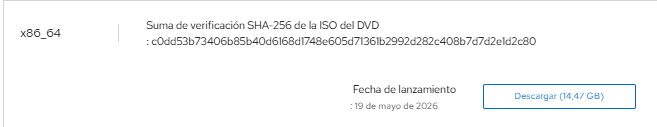 x86_64
Suma de verificación SHA-256 de la ISO del DVD
: c0dd53b73406b85b40d6168d1748e605d71361b2992d282c408b7d7d2e1d2c80
Fecha de lanzamiento
: 19 de mayo de 2026
Descargar (14,47 GB)